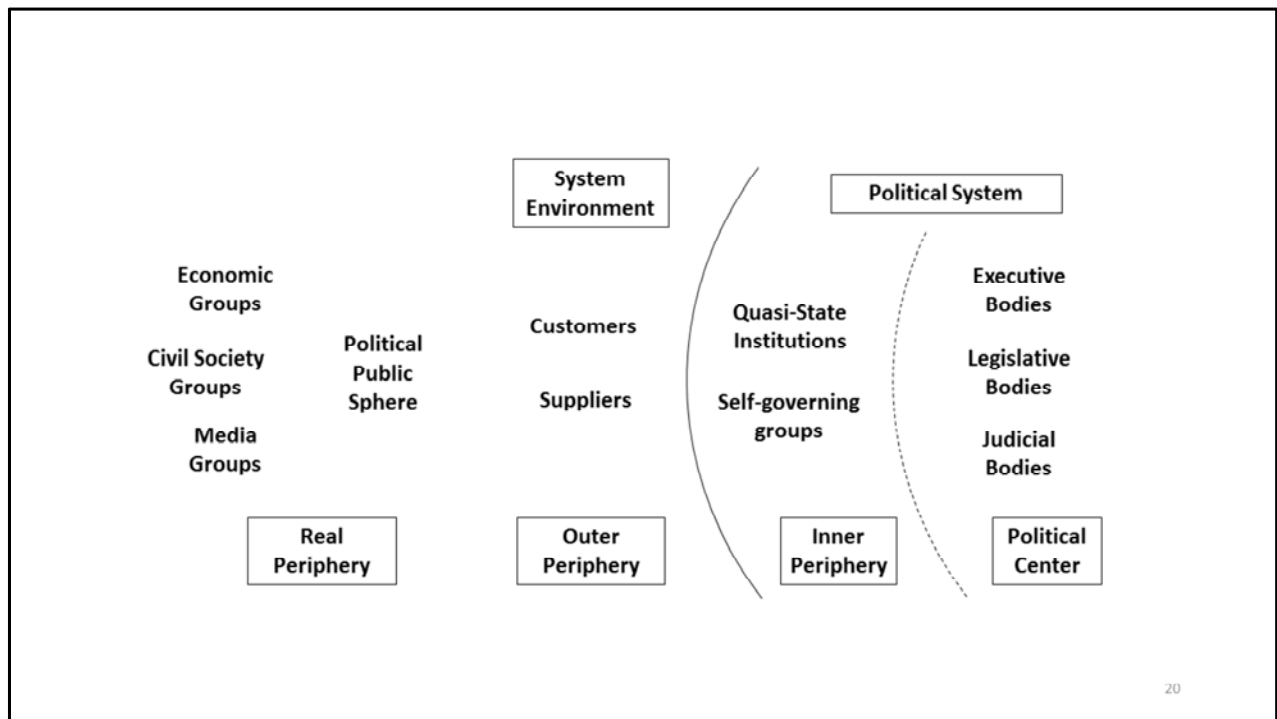 System
Environment
Political System
Economic
Groups
Civil Society
Groups
Media
Groups
Political
Public
Sphere
Customers
Suppliers
Quasi-State
Institutions
Self-governing
groups
Executive
Bodies
Legislative
Bodies
Judicial
Bodies
Real
Periphery
Outer
Periphery
Inner
Periphery
Political
Center
20